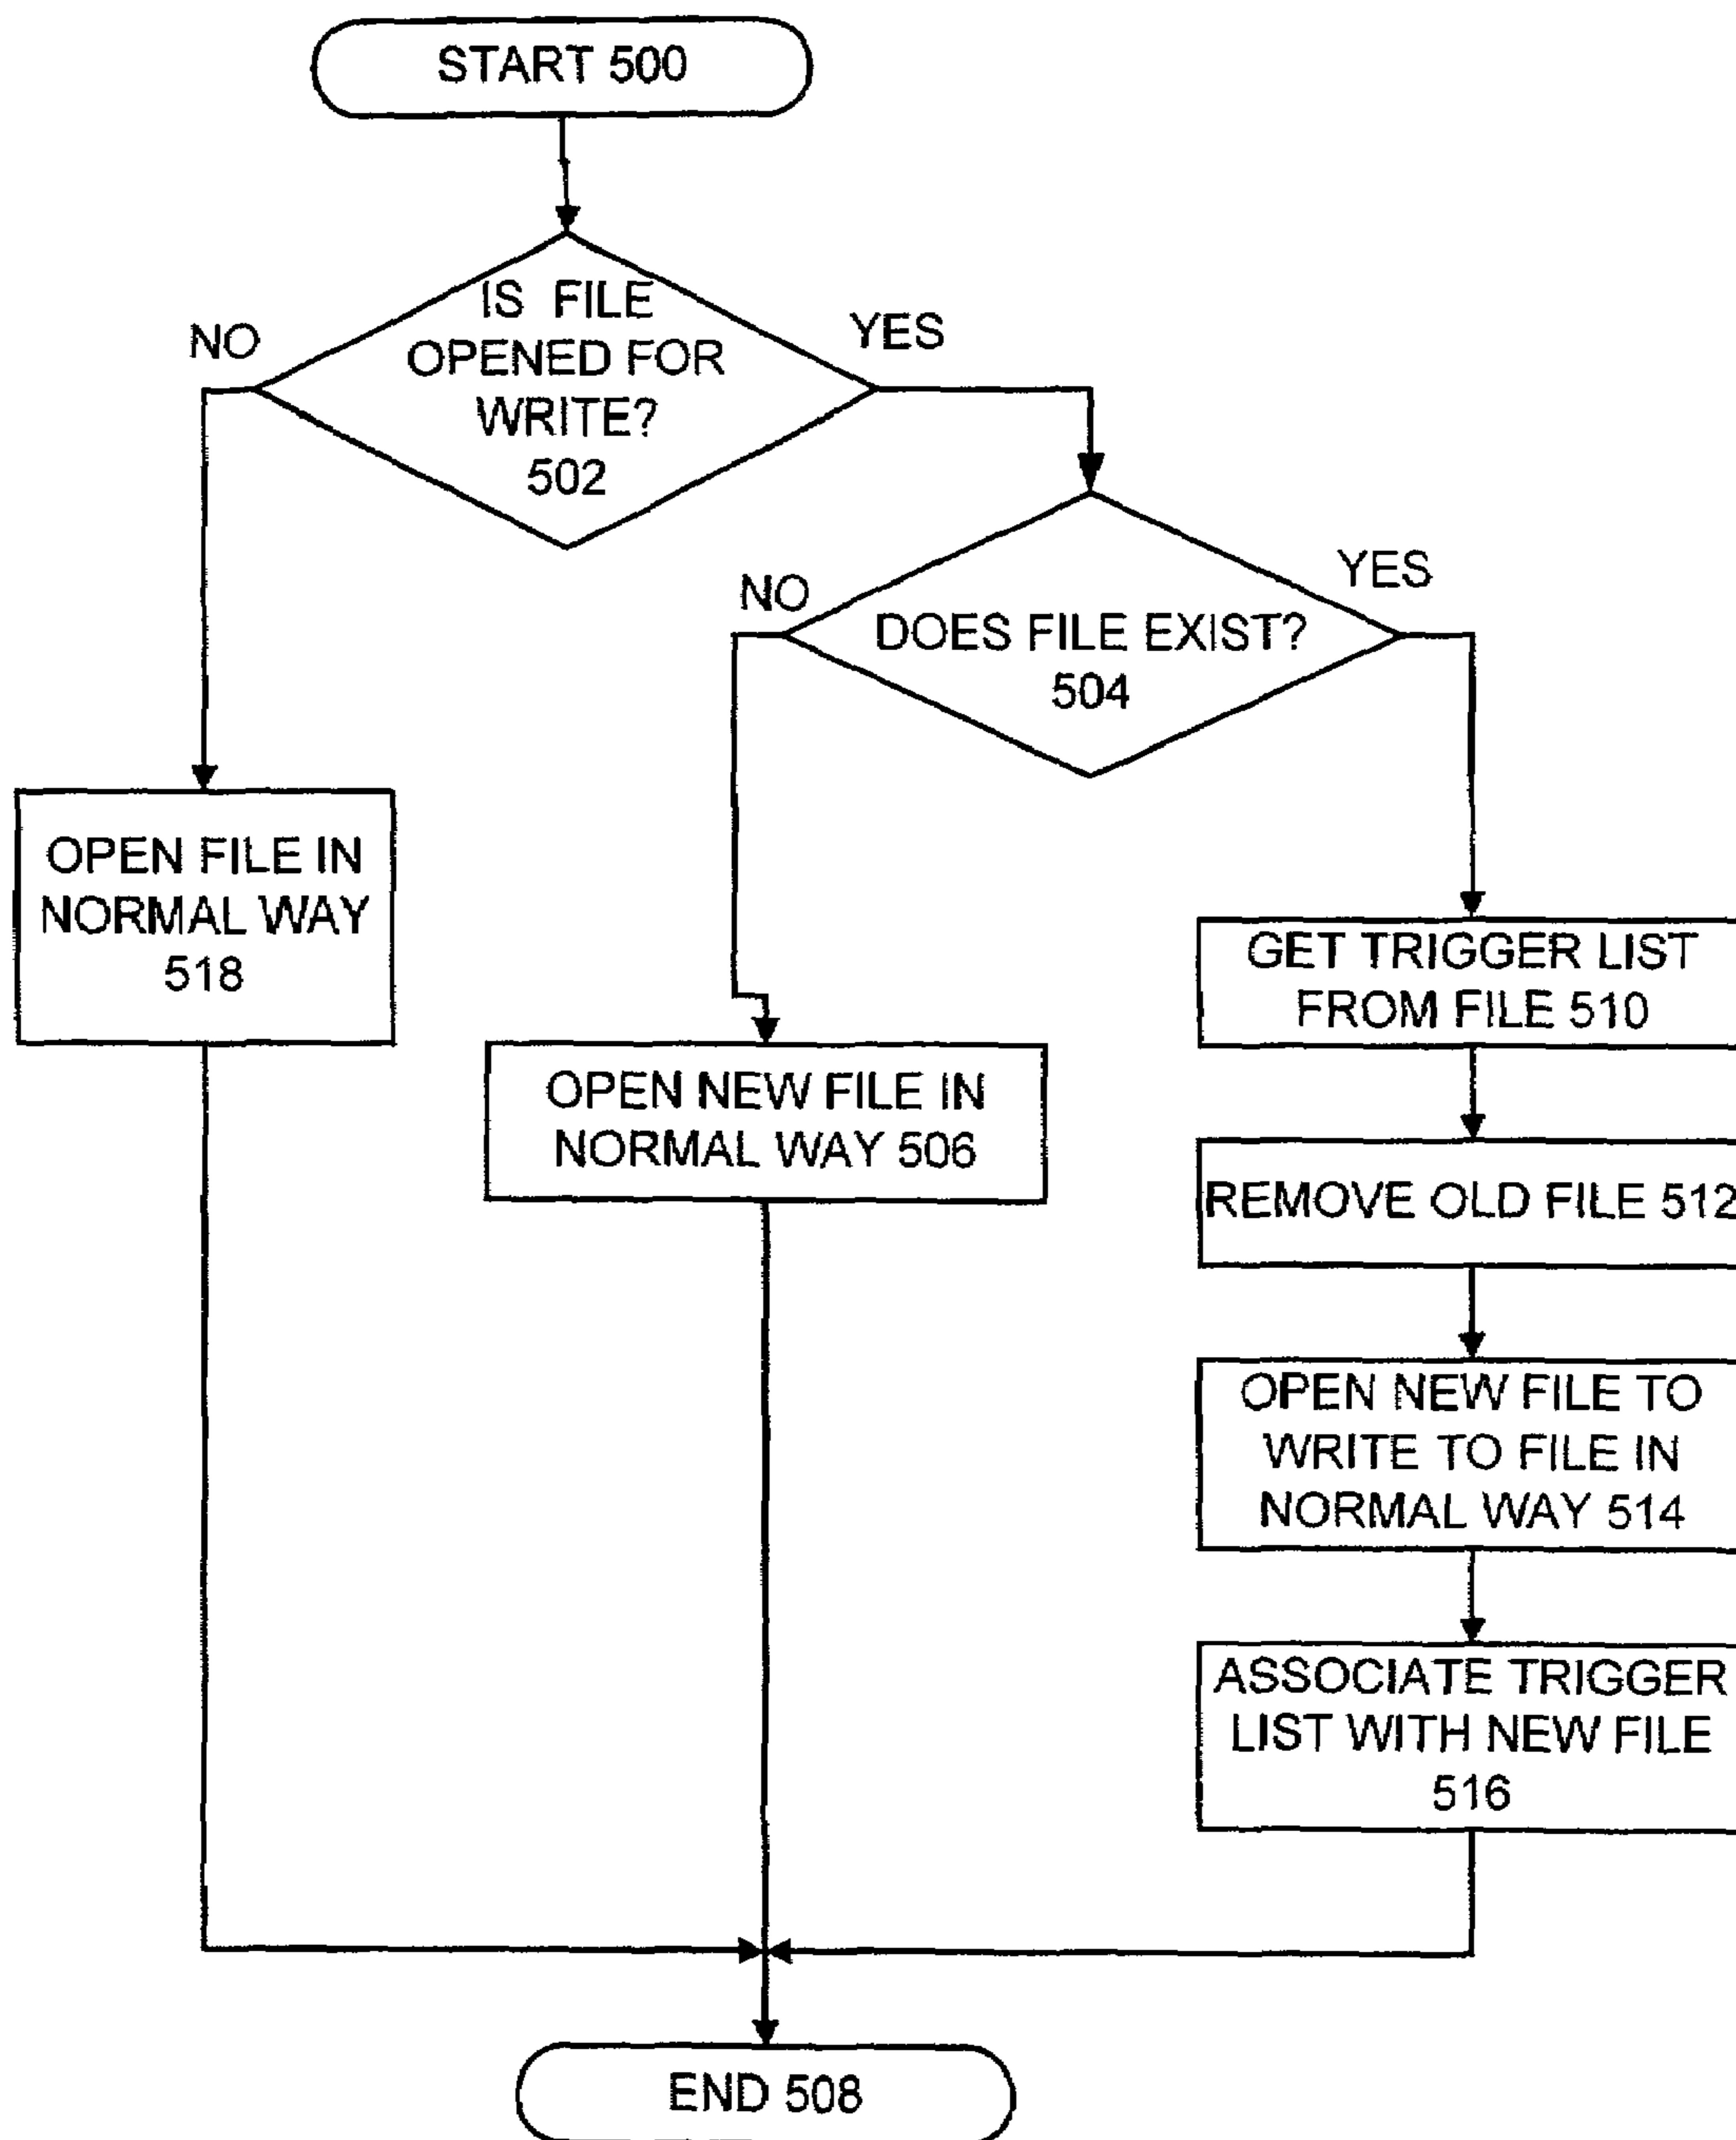 START 500
IS FILE
OPENED FOR
WRITE?
502
NO
YES
DOES FILE EXIST?
504
NO
YES
OPEN FILE IN
NORMAL WAY
518
OPEN NEW FILE IN
NORMAL WAY 506
GET TRIGGER LIST
FROM FILE 510
REMOVE OLD FILE 512
OPEN NEW FILE TO
WRITE TO FILE IN
NORMAL WAY 514
ASSOCIATE TRIGGER
LIST WITH NEW FILE
516
END 508